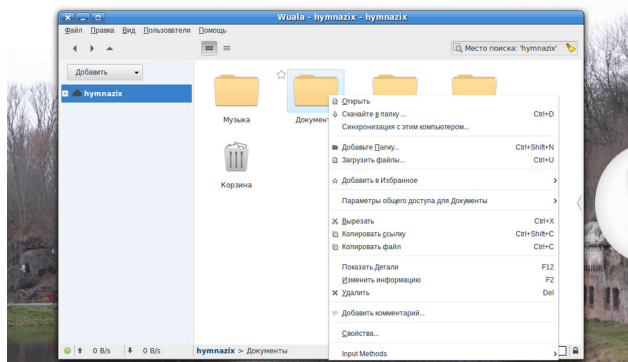 Wuala - hymnazix - hymnazix
Файл Правка Вид Пользователи Помощь
Место поиска: 'hymnazix'
Добавить
hymnazix
Музыка
Корзина
Открыть
Скачайте в папку ... Ctrl+D
Синхронизация с этим компьютером...
Добавьте Папку... Ctrl+Shift+N
Загрузить файлы... Ctrl+U
Добавить в Избранное
Параметры общего доступа для Документы
Вырезать Ctrl+X
Копировать ссылку Ctrl+Shift+C
Копировать файл Ctrl+C
Показать Детали F12
Изменить информацию F2
Удалить Del
Добавить комментарий...
Свойства...
Input Methods
0 B/s 0 B/s hymnazix > Документы